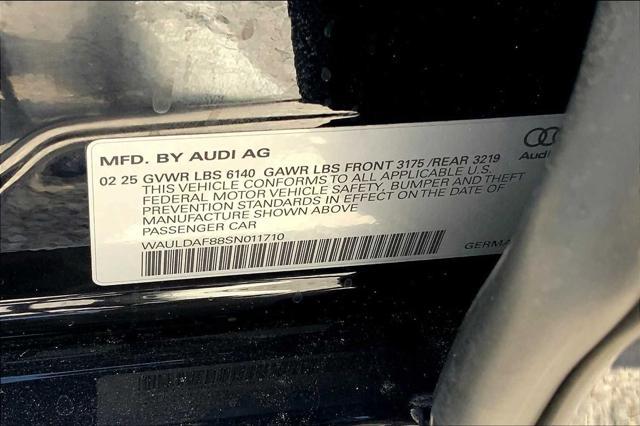 MFD. BY AUDI AG
02 25 GVWR LBS 6140 GAWR LBS FRONT 3175 /REAR 3219
THIS VEHICLE CONFORMS TO ALL APPLICABLE U.S.
FEDERAL MOTOR VEHICLE SAFETY, BUMPER AND THEFT
PREVENTION STANDARDS IN EFFECT ON THE DATE OF
MANUFACTURE SHOWN ABOVE
PASSENGER CAR
WAULDAF88SN011710
GERMA
Audi